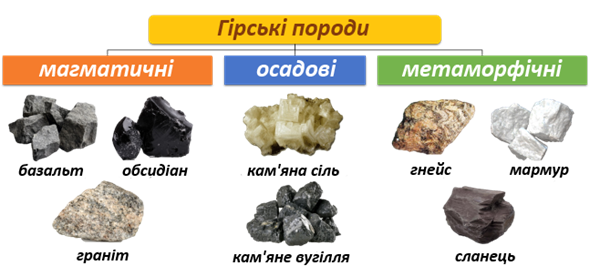 Гірські породи
магматичні
осадові
метаморфічні
базальт
обсидіан
кам'яна сіль
гнейс
мармур
граніт
кам'яне вугілля
сланець